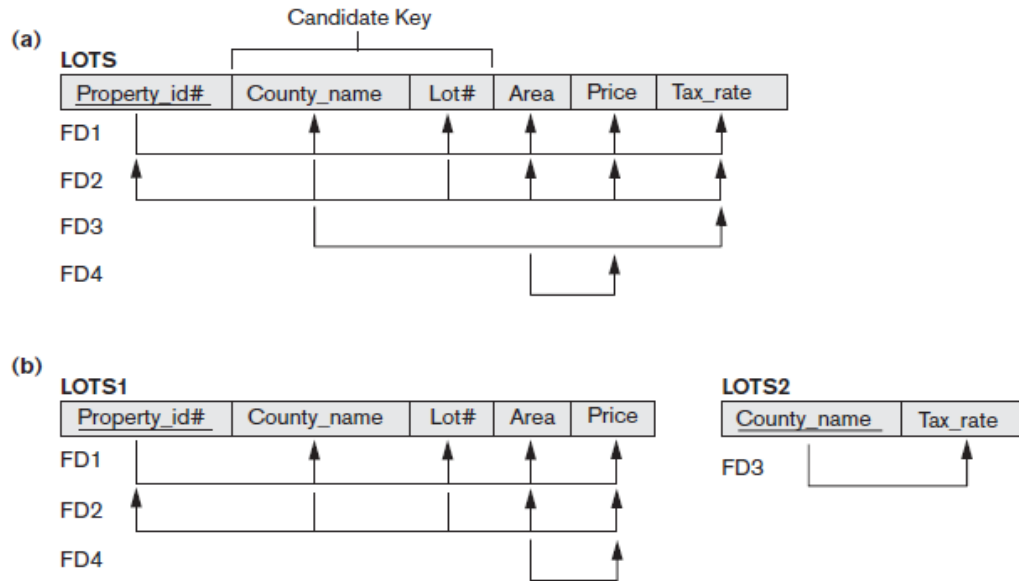 Candidate Key
(a)
LOTS
Property_id# County_name Lot# Area Price Tax_rate
FD1
FD2
FD3
FD4
(b)
LOTS1
Property_id# County_name Lot# Area Price
FD1
FD2
FD4
LOTS2
County_name Tax_rate
FD3